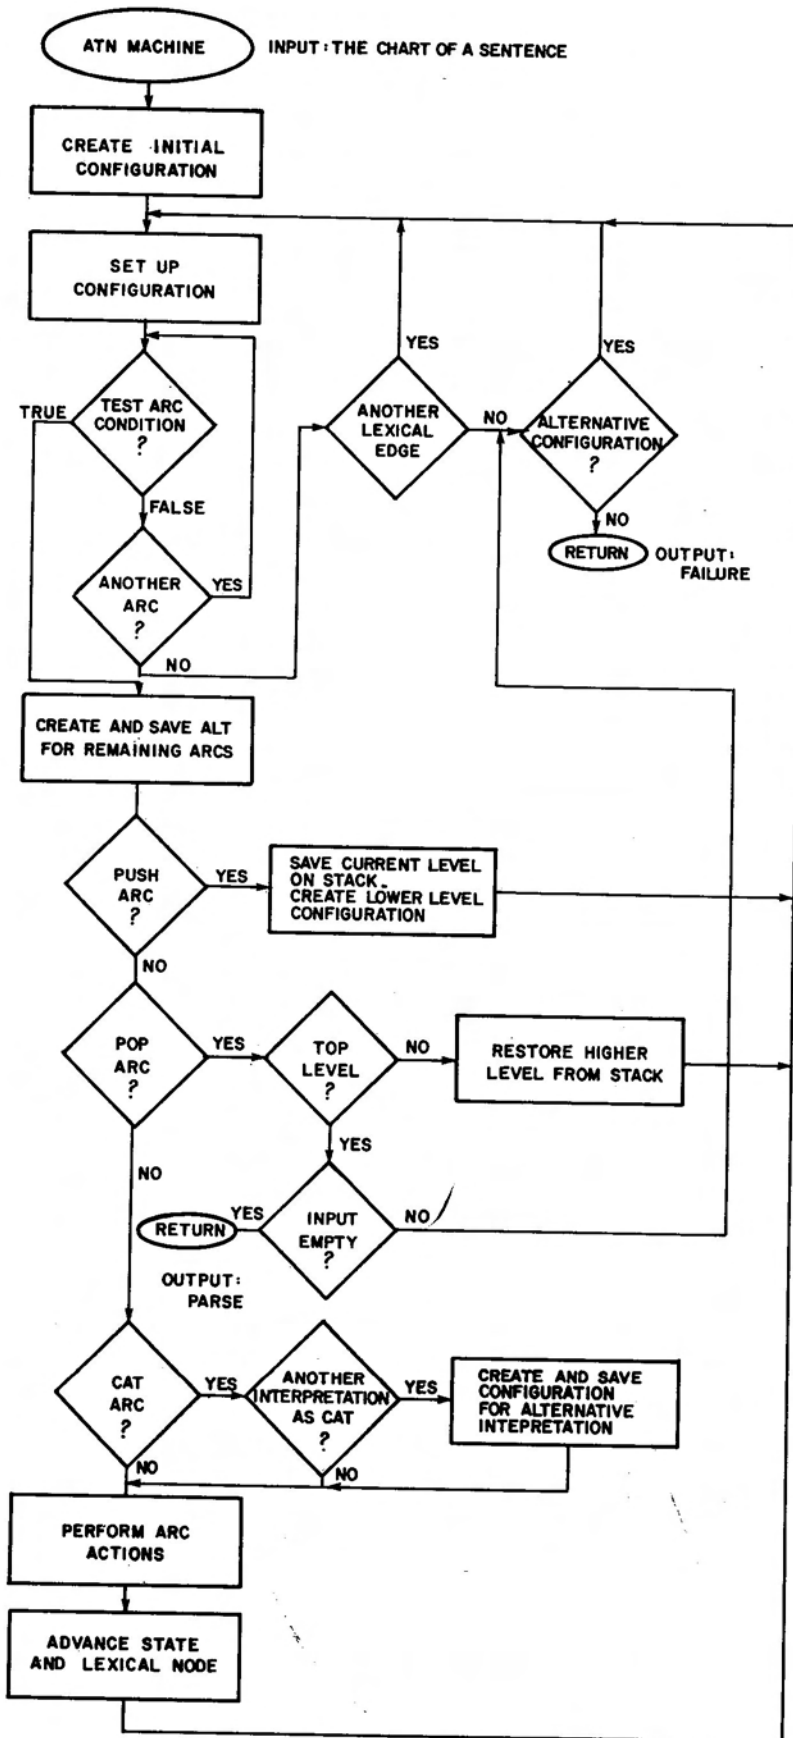 ATN MACHINE
INPUT: THE CHART OF A SENTENCE
CREATE INITIAL
CONFIGURATION
SET UP
CONFIGURATION
TRUE
TEST ARC
CONDITION
?
FALSE
ANOTHER
ARC
?
YES
NO
YES
ANOTHER
LEXICAL
EDGE
NO
YES
ALTERNATIVE
CONFIGURATION
?
NO
RETURN
OUTPUT:
FAILURE
CREATE AND SAVE ALT
FOR REMAINING ARCS
PUSH
ARC
?
YES
SAVE CURRENT LEVEL
ON STACK.
CREATE LOWER LEVEL
CONFIGURATION
NO
POP
ARC
?
YES
TOP
LEVEL
?
NO
RESTORE HIGHER
LEVEL FROM STACK
YES
NO
RETURN
YES
INPUT
EMPTY
?
NO
OUTPUT:
PARSE
CAT
ARC
?
YES
ANOTHER
INTERPRETATION
AS CAT
?
YES
CREATE AND SAVE
CONFIGURATION
FOR ALTERNATIVE
INTEPRETATION
NO
NO
PERFORM ARC
ACTIONS
ADVANCE STATE
AND LEXICAL NODE